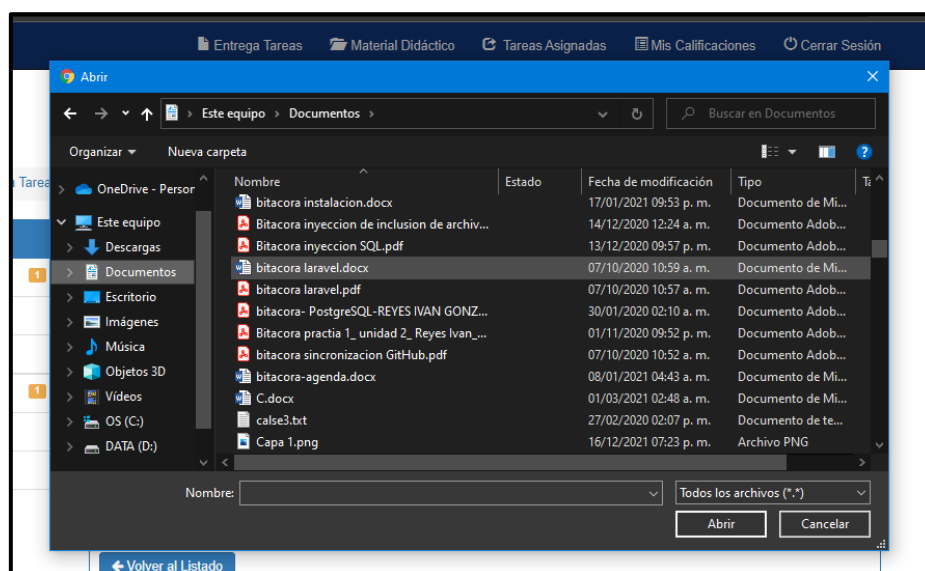 Entrega Tareas Material Didáctico Tareas Asignadas Mis Calificaciones Cerrar Sesión
Abrir
Este equipo > Documentos >
Buscar en Documentos
Organizar Nueva carpeta
Tarea
OneDrive - Person
Este equipo
Descargas
Documentos
Escritorio
Imágenes
Música
Objetos 3D
Vídeos
OS (C:)
DATA (D:)
Nombre Estado Fecha de modificación Tipo
bitacora instalacion.docx 17/01/2021 09:53 p. m. Documento de Mi...
Bitacora inyeccion de inclusion de archiv... 14/12/2020 12:24 a. m. Documento Adob...
Bitacora inyeccion SQL.pdf 13/12/2020 09:57 p. m. Documento Adob...
bitacora laravel.docx 07/10/2020 10:59 a. m. Documento de Mi...
bitacora laravel.pdf 07/10/2020 10:57 a. m. Documento Adob...
bitacora- PostgreSQL-REYES IVAN GONZ... 30/01/2020 02:10 a. m. Documento Adob...
Bitacora practia 1_ unidad 2_ Reyes Ivan_... 01/11/2020 09:52 p. m. Documento Adob...
bitacora sincronizacion GitHub.pdf 07/10/2020 10:52 a. m. Documento Adob...
bitacora-agenda.docx 08/01/2021 04:43 a. m. Documento de Mi...
C.docx 01/03/2021 02:48 a. m. Documento de Mi...
calse3.txt 27/02/2020 02:07 p. m. Documento de te...
Capa 1.png 16/12/2021 07:23 p. m. Archivo PNG
1
1
Nombre:
Todos los archivos (*.*)
Abrir Cancelar
Volver al Listado